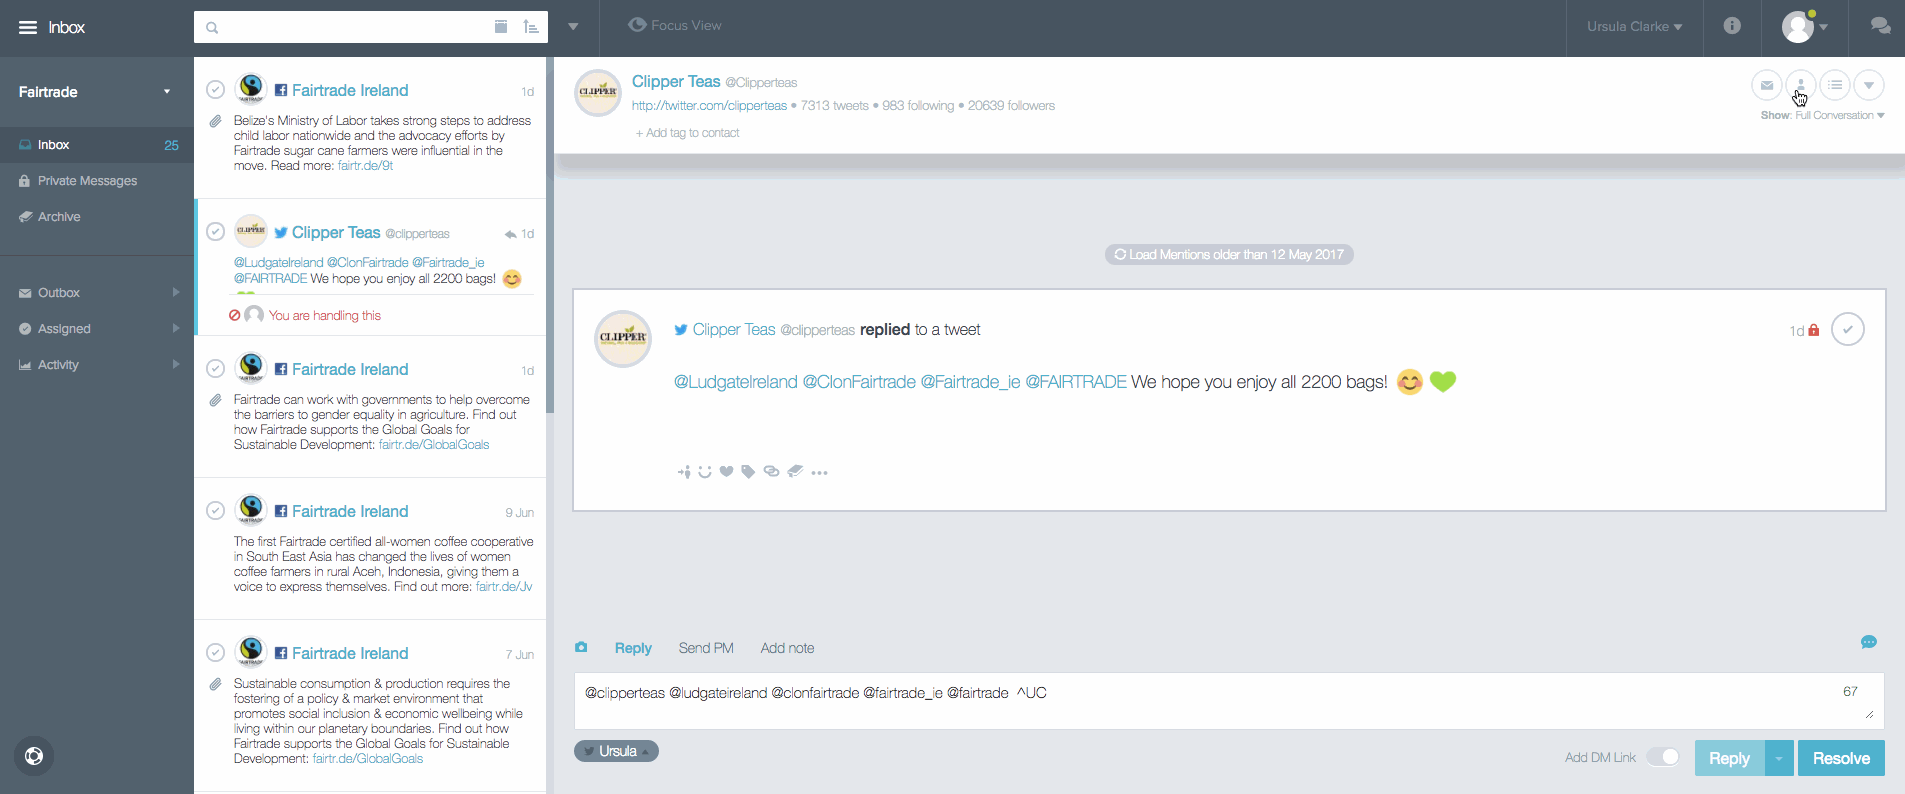 Inbox
Focus View
Ursula Clarke
Fairtrade
Inbox 25
Private Messages
Archive
Outbox
Assigned
Activity
Fairtrade Ireland 1d
Belize's Ministry of Labor takes strong steps to address
child labor nationwide and the advocacy efforts by
Fairtrade sugar cane farmers were influential in the
move. Read more: fairtr.de/9t
Clipper Teas @clipperteas 1d
@LudgateIreland @ClonFairtrade @Fairtrade_ie
@FAIRTRADE We hope you enjoy all 2200 bags! 😊
You are handling this
Fairtrade Ireland 1d
Fairtrade can work with governments to help overcome
the barriers to gender equality in agriculture. Find out
how Fairtrade supports the Global Goals for
Sustainable Development: fairtr.de/GlobalGoals
Fairtrade Ireland 9 Jun
The first Fairtrade certified all-women coffee cooperative
in South East Asia has changed the lives of women
coffee farmers in rural Aceh, Indonesia, giving them a
voice to express themselves. Find out more: fairtr.de/Jv
Fairtrade Ireland 7 Jun
Sustainable consumption & production requires the
fostering of a policy & market environment that
promotes social inclusion & economic wellbeing while
living within our planetary boundaries. Find out how
Fairtrade supports the Global Goals for Sustainable
Development: fairtr.de/GlobalGoals
CLIPPER
Clipper Teas @Clipperteas
http://twitter.com/clipperteas • 7313 tweets • 983 following • 20639 followers
+ Add tag to contact
Show: Full Conversation
Load Mentions older than 12 May 2017
CLIPPER
Clipper Teas @clipperteas replied to a tweet
1d
@LudgateIreland @ClonFairtrade @Fairtrade_ie @FAIRTRADE We hope you enjoy all 2200 bags! 😊💚
Reply Send PM Add note
@clipperteas @ludgateireland @clonfairtrade @fairtrade_ie @fairtrade ^UC
67
Ursula
Add DM Link
Reply
Resolve